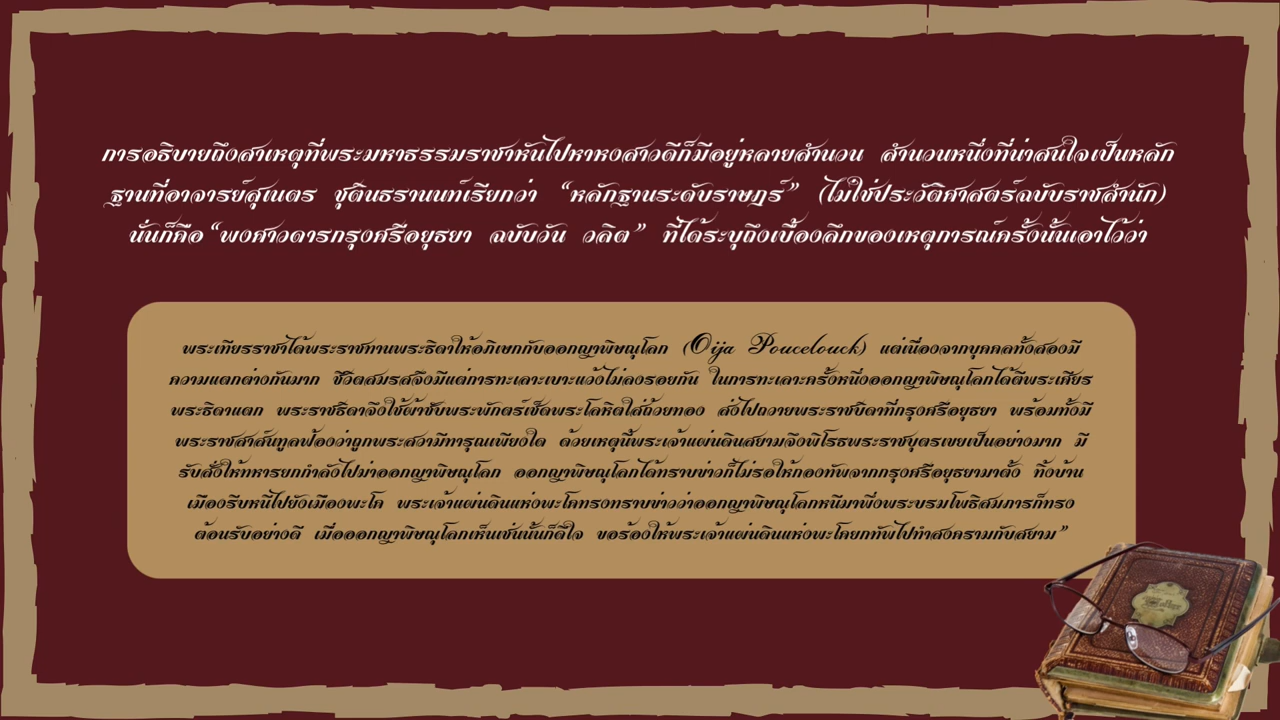 การอธิบายถึงสาเหตุที่พระมหาธรรมราชาหันไปหาหงสาวดีก็มีอยู่หลายสำนวน สำนวนหนึ่งที่น่าสนใจเป็นหลัก
ฐานที่อาจารย์สุเนตร ชุตินธรานนท์เรียกว่า “หลักฐานระดับราษฎร์” (ไม่ใช่ประวัติศาสตร์ฉบับราชสำนัก)
นั่นก็คือ “พงศาวดารกรุงศรีอยุธยา ฉบับวัน วลิต” ที่ได้ระบุถึงเบื้องลึกของเหตุการณ์ครั้งนั้นเอาไว้ว่า
พระเทียรราชาได้พระราชทานพระธิดาให้อภิเษกกับออกญาพิษณุโลก (Oija Poucelouck) แต่เนื่องจากบุคคลทั้งสองมี
ความแตกต่างกันมาก ชีวิตสมรสจึงมีแต่การทะเลาะเบาะแว้งไม่ลงรอยกัน ในการทะเลาะครั้งหนึ่งออกญาพิษณุโลกได้ตีพระเศียร
พระธิดาแตก พระราชธิดาจึงใช้ผ้าซับพระพักตร์เช็ดพระโลหิตใส่ถ้วยทอง ส่งไปถวายพระราชบิดาที่กรุงศรีอยุธยา พร้อมทั้งมี
พระราชสาส์นทูลฟ้องว่าถูกพระสวามีทารุณเพียงใด ด้วยเหตุนี้พระเจ้าแผ่นดินสยามจึงพิโรธพระราชบุตรเขยเป็นอย่างมาก มี
รับสั่งให้ทหารยกกำลังไปฆ่าออกญาพิษณุโลก ออกญาพิษณุโลกได้ทราบข่าวก็ไม่รอให้กองทัพจากกรุงศรีอยุธยามาตั้ง ทิ้งบ้าน
เมืองรีบหนีไปยังเมืองพะโค พระเจ้าแผ่นดินแห่งพะโคทรงทราบข่าวว่าออกญาพิษณุโลกหนีมาพึ่งพระบรมโพธิสมภารก็ทรง
ต้อนรับอย่างดี เมื่อออกญาพิษณุโลกเห็นเช่นนั้นก็ดีใจ ขอร้องให้พระเจ้าแผ่นดินแห่งพะโคยกทัพไปทำสงครามกับสยาม”